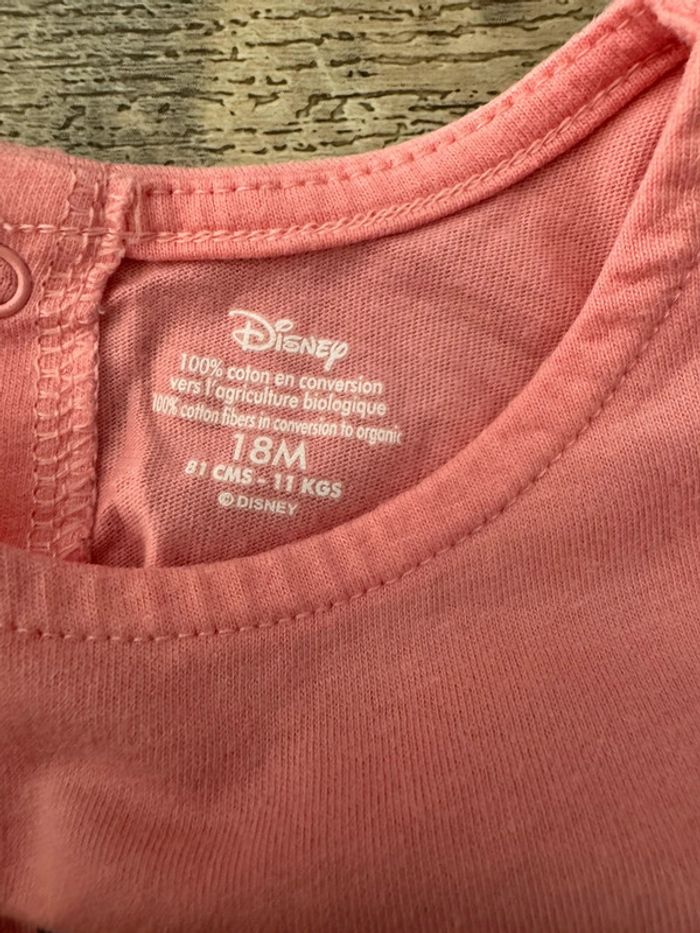 Disney
100% coton en conversion
vers l'agriculture biologique
100% cotton fibers in conversion to organic
18M
81 CMS - 11 KGS
© DISNEY